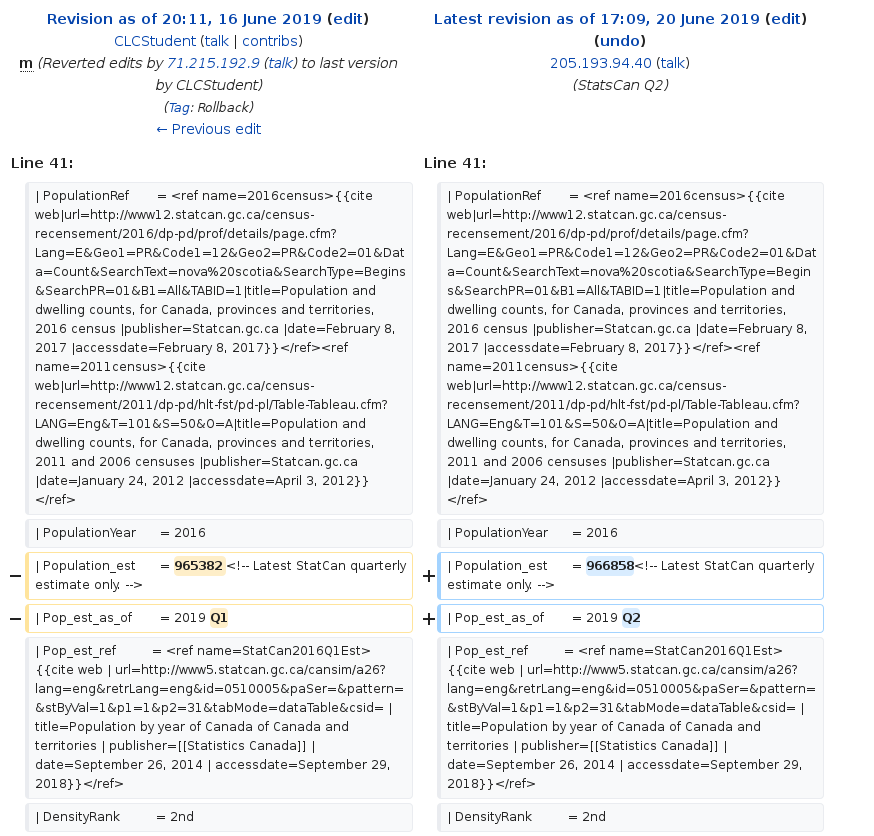 Revision as of 20:11, 16 June 2019 (edit)
CLCStudent (talk | contribs)
m (Reverted edits by 71.215.192.9 (talk) to last version
by CLCStudent)
(Tag: Rollback)
← Previous edit
Latest revision as of 17:09, 20 June 2019 (edit)
(undo)
205.193.94.40 (talk)
(StatsCan Q2)
Line 41:
Line 41:
| PopulationRef = <ref name=2016census>{{cite
web|url=http://www12.statcan.gc.ca/census-
recensement/2016/dp-pd/prof/details/page.cfm?
Lang=E&Geo1=PR&Code1=12&Geo2=PR&Code2=01&Dat
a=Count&SearchText=nova%20scotia&SearchType=Begins
&SearchPR=01&B1=All&TABID=1|title=Population and
dwelling counts, for Canada, provinces and territories,
2016 census |publisher=Statcan.gc.ca |date=February 8,
2017 |accessdate=February 8, 2017}}</ref><ref
name=2011census>{{cite
web|url=http://www12.statcan.gc.ca/census-
recensement/2011/dp-pd/hlt-fst/pd-pl/Table-Tableau.cfm?
LANG=Eng&T=101&S=50&O=A|title=Population and
dwelling counts, for Canada, provinces and territories,
2011 and 2006 censuses |publisher=Statcan.gc.ca
|date=January 24, 2012 |accessdate=April 3, 2012}}
</ref>
| PopulationRef = <ref name=2016census>{{cite
web|url=http://www12.statcan.gc.ca/census-
recensement/2016/dp-pd/prof/details/page.cfm?
Lang=E&Geo1=PR&Code1=12&Geo2=PR&Code2=01&Dat
a=Count&SearchText=nova%20scotia&SearchType=Begin
s&SearchPR=01&B1=All&TABID=1|title=Population and
dwelling counts, for Canada, provinces and territories,
2016 census |publisher=Statcan.gc.ca |date=February 8,
2017 |accessdate=February 8, 2017}}</ref><ref
name=2011census>{{cite
web|url=http://www12.statcan.gc.ca/census-
recensement/2011/dp-pd/hlt-fst/pd-pl/Table-Tableau.cfm?
LANG=Eng&T=101&S=50&O=A|title=Population and
dwelling counts, for Canada, provinces and territories,
2011 and 2006 censuses |publisher=Statcan.gc.ca
|date=January 24, 2012 |accessdate=April 3, 2012}}
</ref>
| PopulationYear = 2016
| PopulationYear = 2016
− | Population_est = 965382<!-- Latest StatCan quarterly
estimate only. -->
+ | Population_est = 966858<!-- Latest StatCan quarterly
estimate only. -->
− | Pop_est_as_of = 2019 Q1
+ | Pop_est_as_of = 2019 Q2
| Pop_est_ref = <ref name=StatCan2016Q1Est>
{{cite web | url=http://www5.statcan.gc.ca/cansim/a26?
lang=eng&retrLang=eng&id=0510005&paSer=&pattern=
&stByVal=1&p1=1&p2=31&tabMode=dataTable&csid= |
title=Population by year of Canada of Canada and
territories | publisher=[[Statistics Canada]] |
date=September 26, 2014 | accessdate=September 29,
2018}}</ref>
| Pop_est_ref = <ref name=StatCan2016Q1Est>
{{cite web | url=http://www5.statcan.gc.ca/cansim/a26?
lang=eng&retrLang=eng&id=0510005&paSer=&pattern=
&stByVal=1&p1=1&p2=31&tabMode=dataTable&csid= |
title=Population by year of Canada of Canada and
territories | publisher=[[Statistics Canada]] |
date=September 26, 2014 | accessdate=September 29,
2018}}</ref>
| DensityRank = 2nd
| DensityRank = 2nd